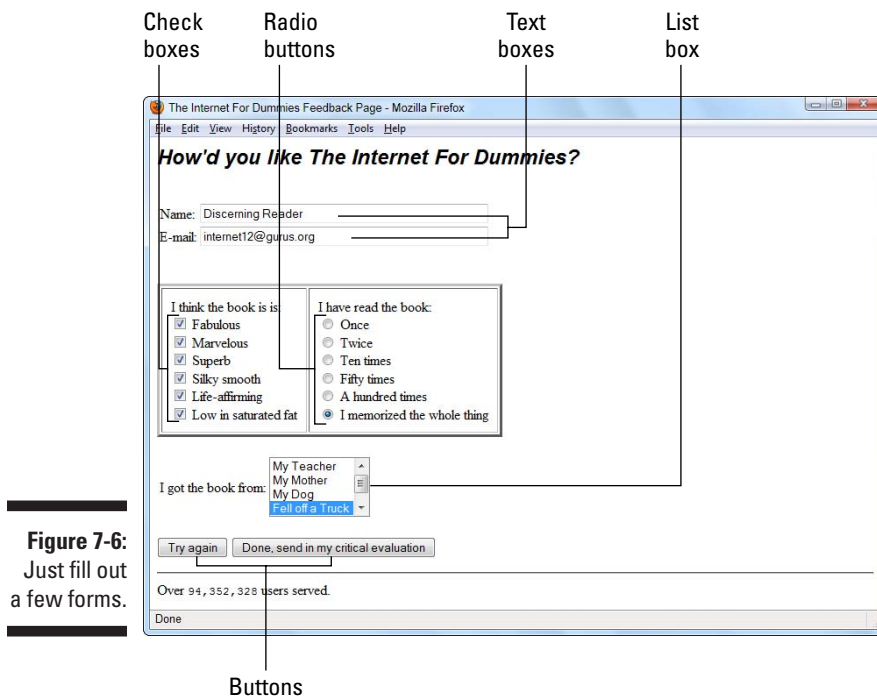 Check boxes
Radio buttons
Text boxes
List box
The Internet For Dummies Feedback Page - Mozilla Firefox
File Edit View History Bookmarks Tools Help
How'd you like The Internet For Dummies?
Name: Discerning Reader
E-mail: internet12@gurus.org
I think the book is is:
Fabulous
Marvelous
Superb
Silky smooth
Life-affirming
Low in saturated fat
I have read the book:
Once
Twice
Ten times
Fifty times
A hundred times
I memorized the whole thing
I got the book from:
My Teacher
My Mother
My Dog
Fell off a Truck
Try again
Done, send in my critical evaluation
Over 94,352,328 users served.
Done
Buttons
Figure 7-6:
Just fill out
a few forms.